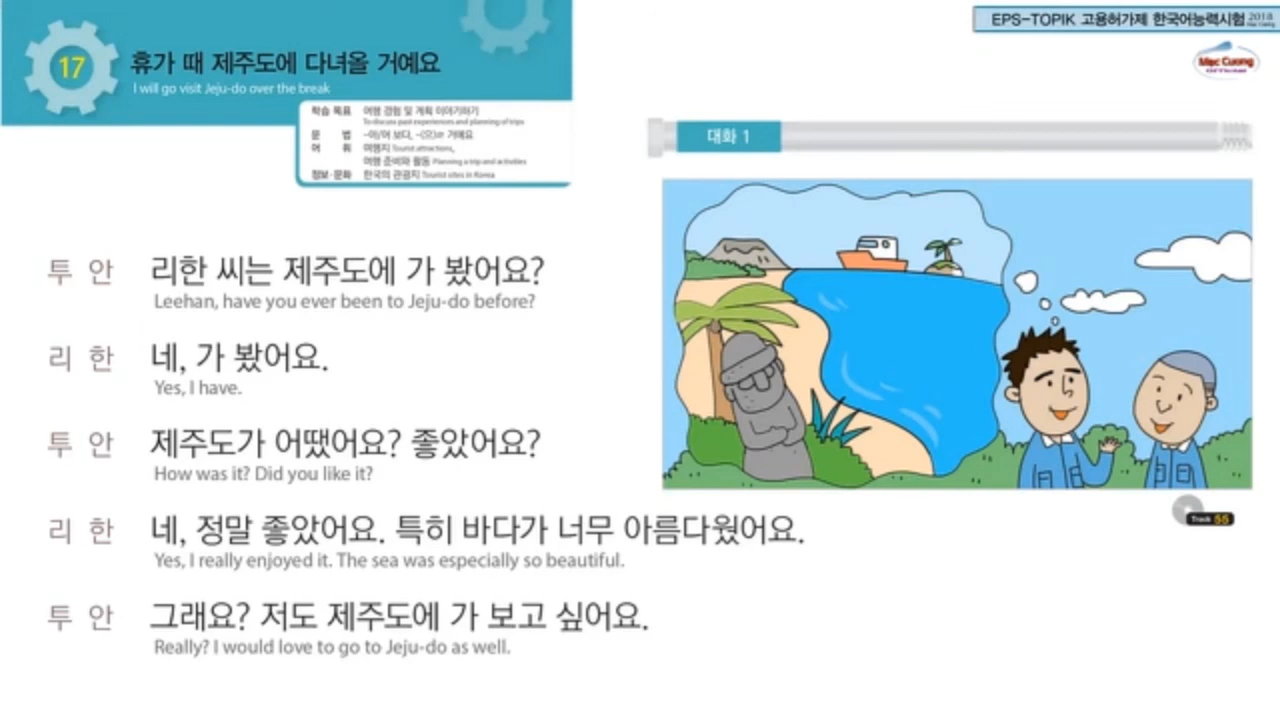 17
휴가 때 제주도에 다녀올 거예요
I will go visit Jeju-do over the break
학습 목표 여행 경험 및 계획 이야기하기
To discuss past experiences and planning of trips
문 법 -아/어 보다, -(으)ㄹ 거예요
어 휘 여행지 Tourist attractions,
여행 준비와 활동 Planning a trip and activities
정보·문화 한국의 관광지 Tourist sites in Korea
EPS-TOPIK 고용허가제 한국어능력시험 2018
Mạc Cương
대화 1
투 안 리한 씨는 제주도에 가 봤어요?
Leehan, have you ever been to Jeju-do before?
리 한 네, 가 봤어요.
Yes, I have.
투 안 제주도가 어땠어요? 좋았어요?
How was it? Did you like it?
리 한 네, 정말 좋았어요. 특히 바다가 너무 아름다웠어요.
Yes, I really enjoyed it. The sea was especially so beautiful.
투 안 그래요? 저도 제주도에 가 보고 싶어요.
Really? I would love to go to Jeju-do as well.
Track 55